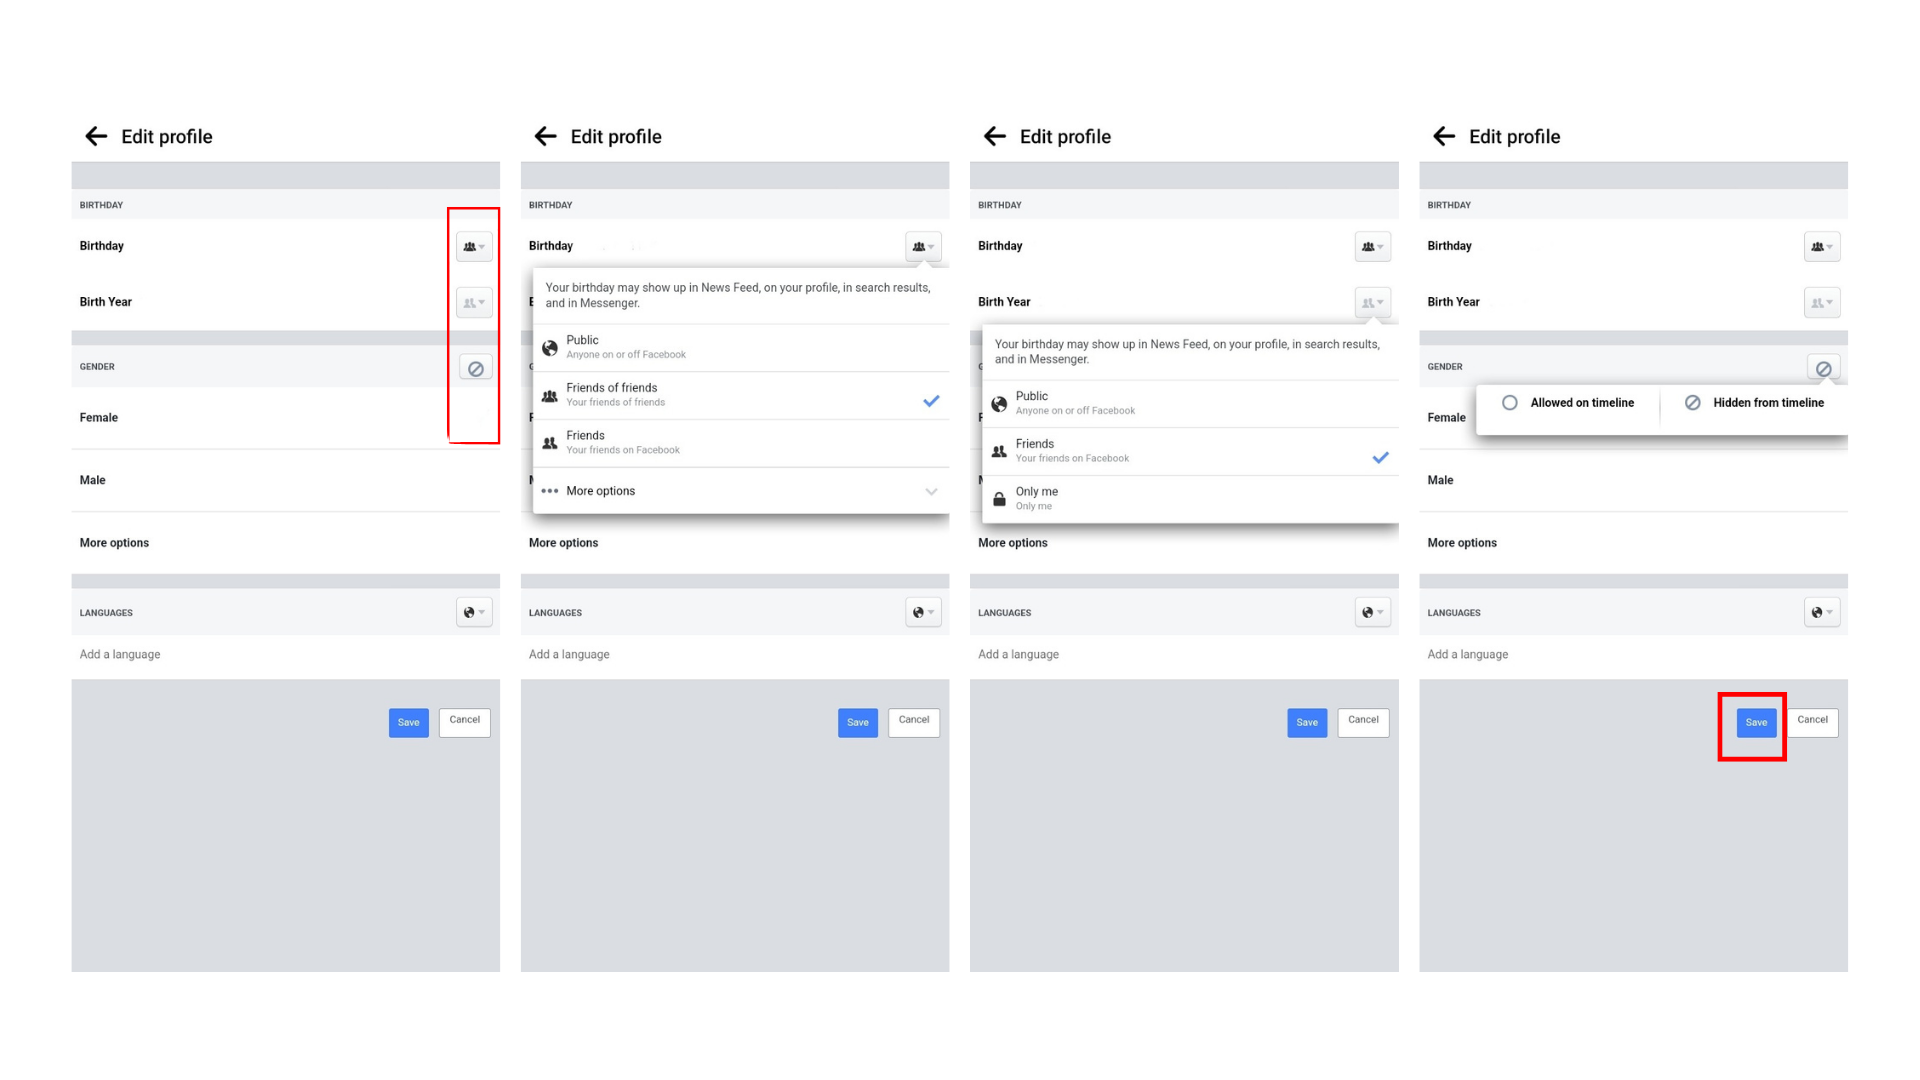 Edit profile
BIRTHDAY
Birthday
Birth Year
GENDER
Female
Male
More options
LANGUAGES
Add a language
Save
Cancel
Edit profile
BIRTHDAY
Birthday
Your birthday may show up in News Feed, on your profile, in search results,
and in Messenger.
Public
Anyone on or off Facebook
Friends of friends
Your friends of friends
Friends
Your friends on Facebook
More options
More options
LANGUAGES
Add a language
Save
Cancel
Edit profile
BIRTHDAY
Birthday
Birth Year
Your birthday may show up in News Feed, on your profile, in search results,
and in Messenger.
Public
Anyone on or off Facebook
Friends
Your friends on Facebook
Only me
Only me
More options
LANGUAGES
Add a language
Save
Cancel
Edit profile
BIRTHDAY
Birthday
Birth Year
GENDER
Allowed on timeline
Hidden from timeline
Female
Male
More options
LANGUAGES
Add a language
Save
Cancel